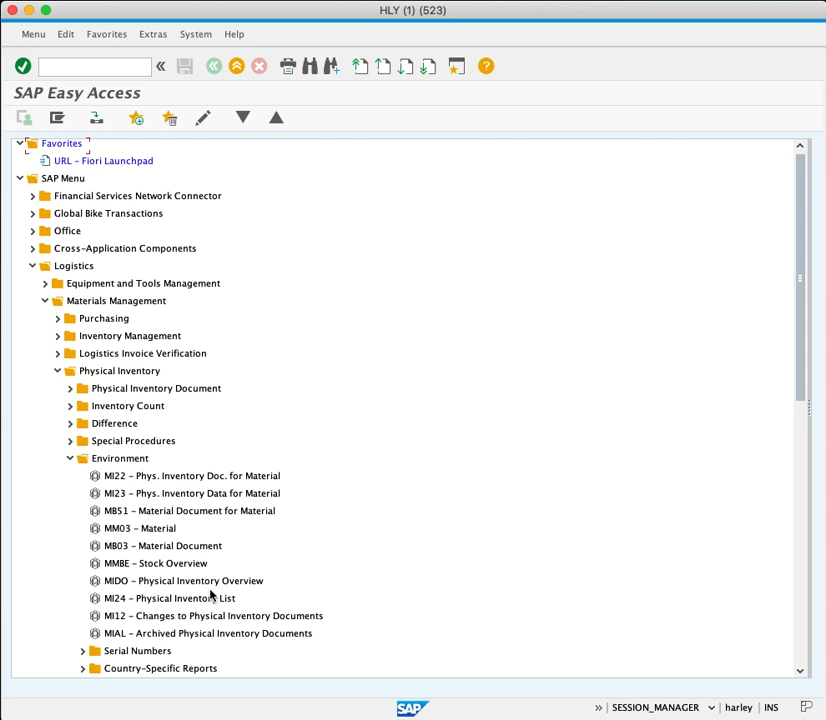 HLY (1) (523)
Menu Edit Favorites Extras System Help
SAP Easy Access
Favorites
URL - Fiori Launchpad
SAP Menu
Financial Services Network Connector
Global Bike Transactions
Office
Cross-Application Components
Logistics
Equipment and Tools Management
Materials Management
Purchasing
Inventory Management
Logistics Invoice Verification
Physical Inventory
Physical Inventory Document
Inventory Count
Difference
Special Procedures
Environment
MI22 - Phys. Inventory Doc. for Material
MI23 - Phys. Inventory Data for Material
MB51 - Material Document for Material
MM03 - Material
MB03 - Material Document
MMBE - Stock Overview
MIDO - Physical Inventory Overview
MI24 - Physical Inventory List
MI12 - Changes to Physical Inventory Documents
MIAL - Archived Physical Inventory Documents
Serial Numbers
Country-Specific Reports
SAP » SESSION_MANAGER harley INS